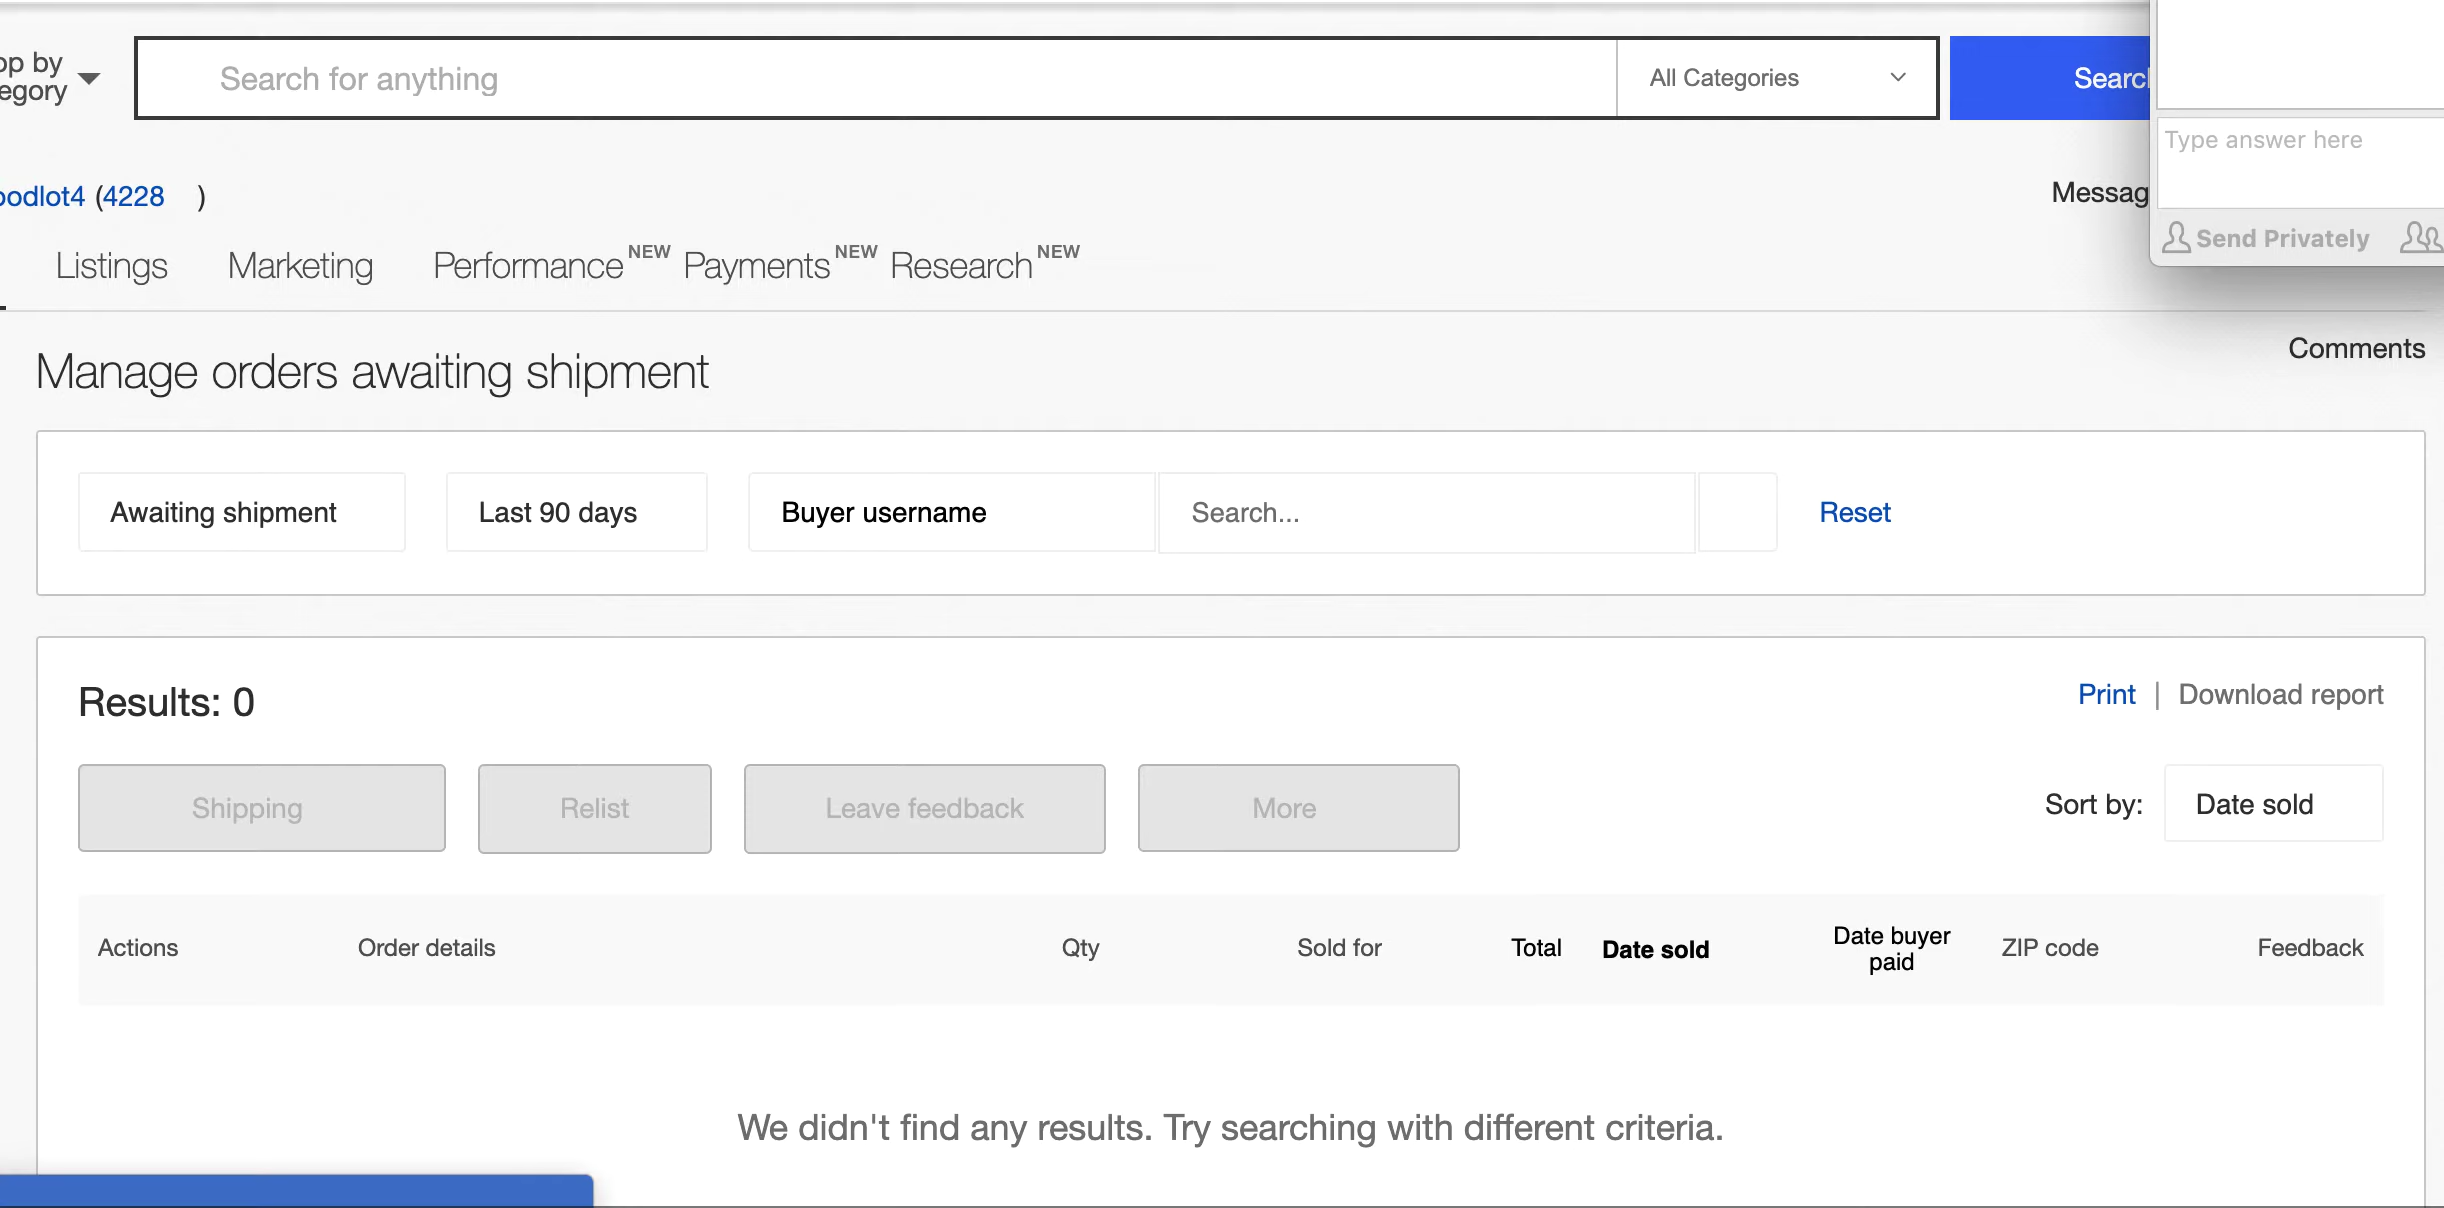 op by
egory
Search for anything
All Categories
Searc
Type answer here
Send Privately
oodlot4 (4228 )
Messag
Listings Marketing Performance NEW Payments NEW Research NEW
Comments
Manage orders awaiting shipment
Awaiting shipment Last 90 days Buyer username Search... Reset
Results: 0
Print | Download report
Shipping Relist Leave feedback More
Sort by: Date sold
Actions Order details Qty Sold for Total Date sold Date buyer paid ZIP code Feedback
We didn't find any results. Try searching with different criteria.